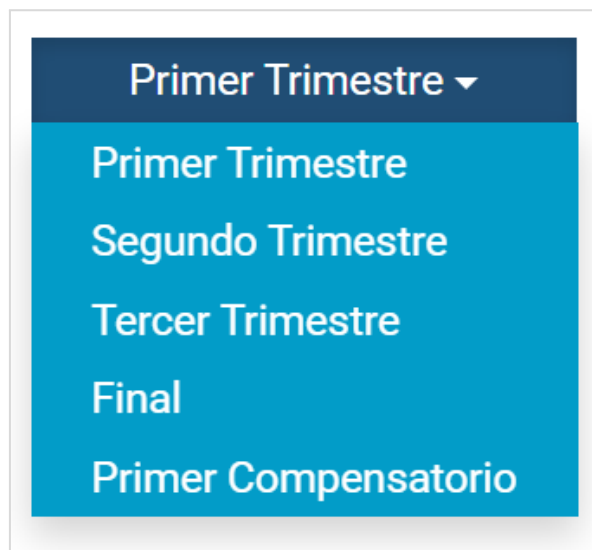 Primer Trimestre
Primer Trimestre
Segundo Trimestre
Tercer Trimestre
Final
Primer Compensatorio